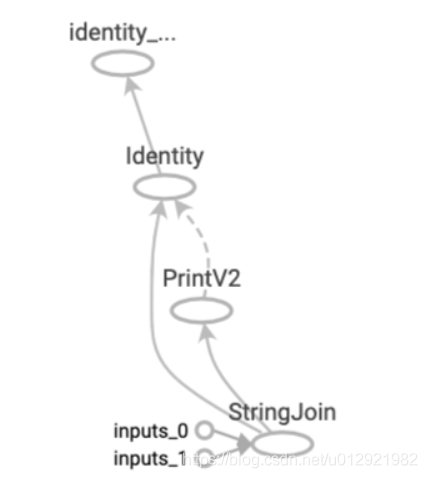 identity_...
Identity
PrintV2
StringJoin
inputs_0
inputs_1
https://blog.csdn.net/u012921982